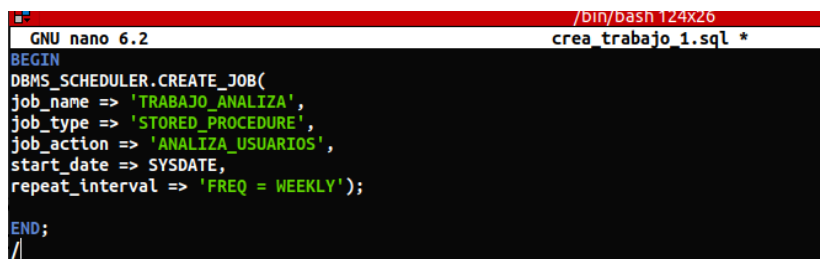 /bin/bash 124x26
GNU nano 6.2 crea_trabajo_1.sql *
BEGIN
DBMS_SCHEDULER.CREATE_JOB(
job_name => 'TRABAJO_ANALIZA',
job_type => 'STORED_PROCEDURE',
job_action => 'ANALIZA_USUARIOS',
start_date => SYSDATE,
repeat_interval => 'FREQ = WEEKLY');
END;
/